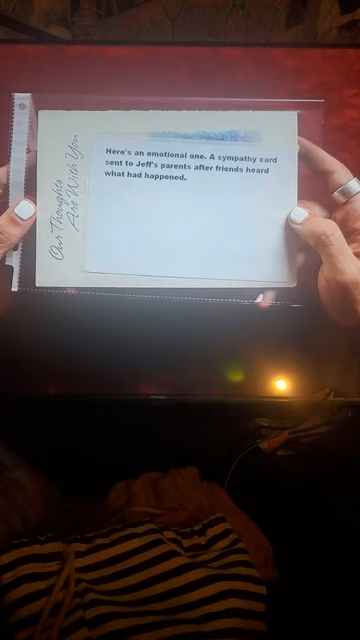 Our Thoughts
Are With You
Here's an emotional one. A sympathy card
sent to Jeff's parents after friends heard
what had happened.